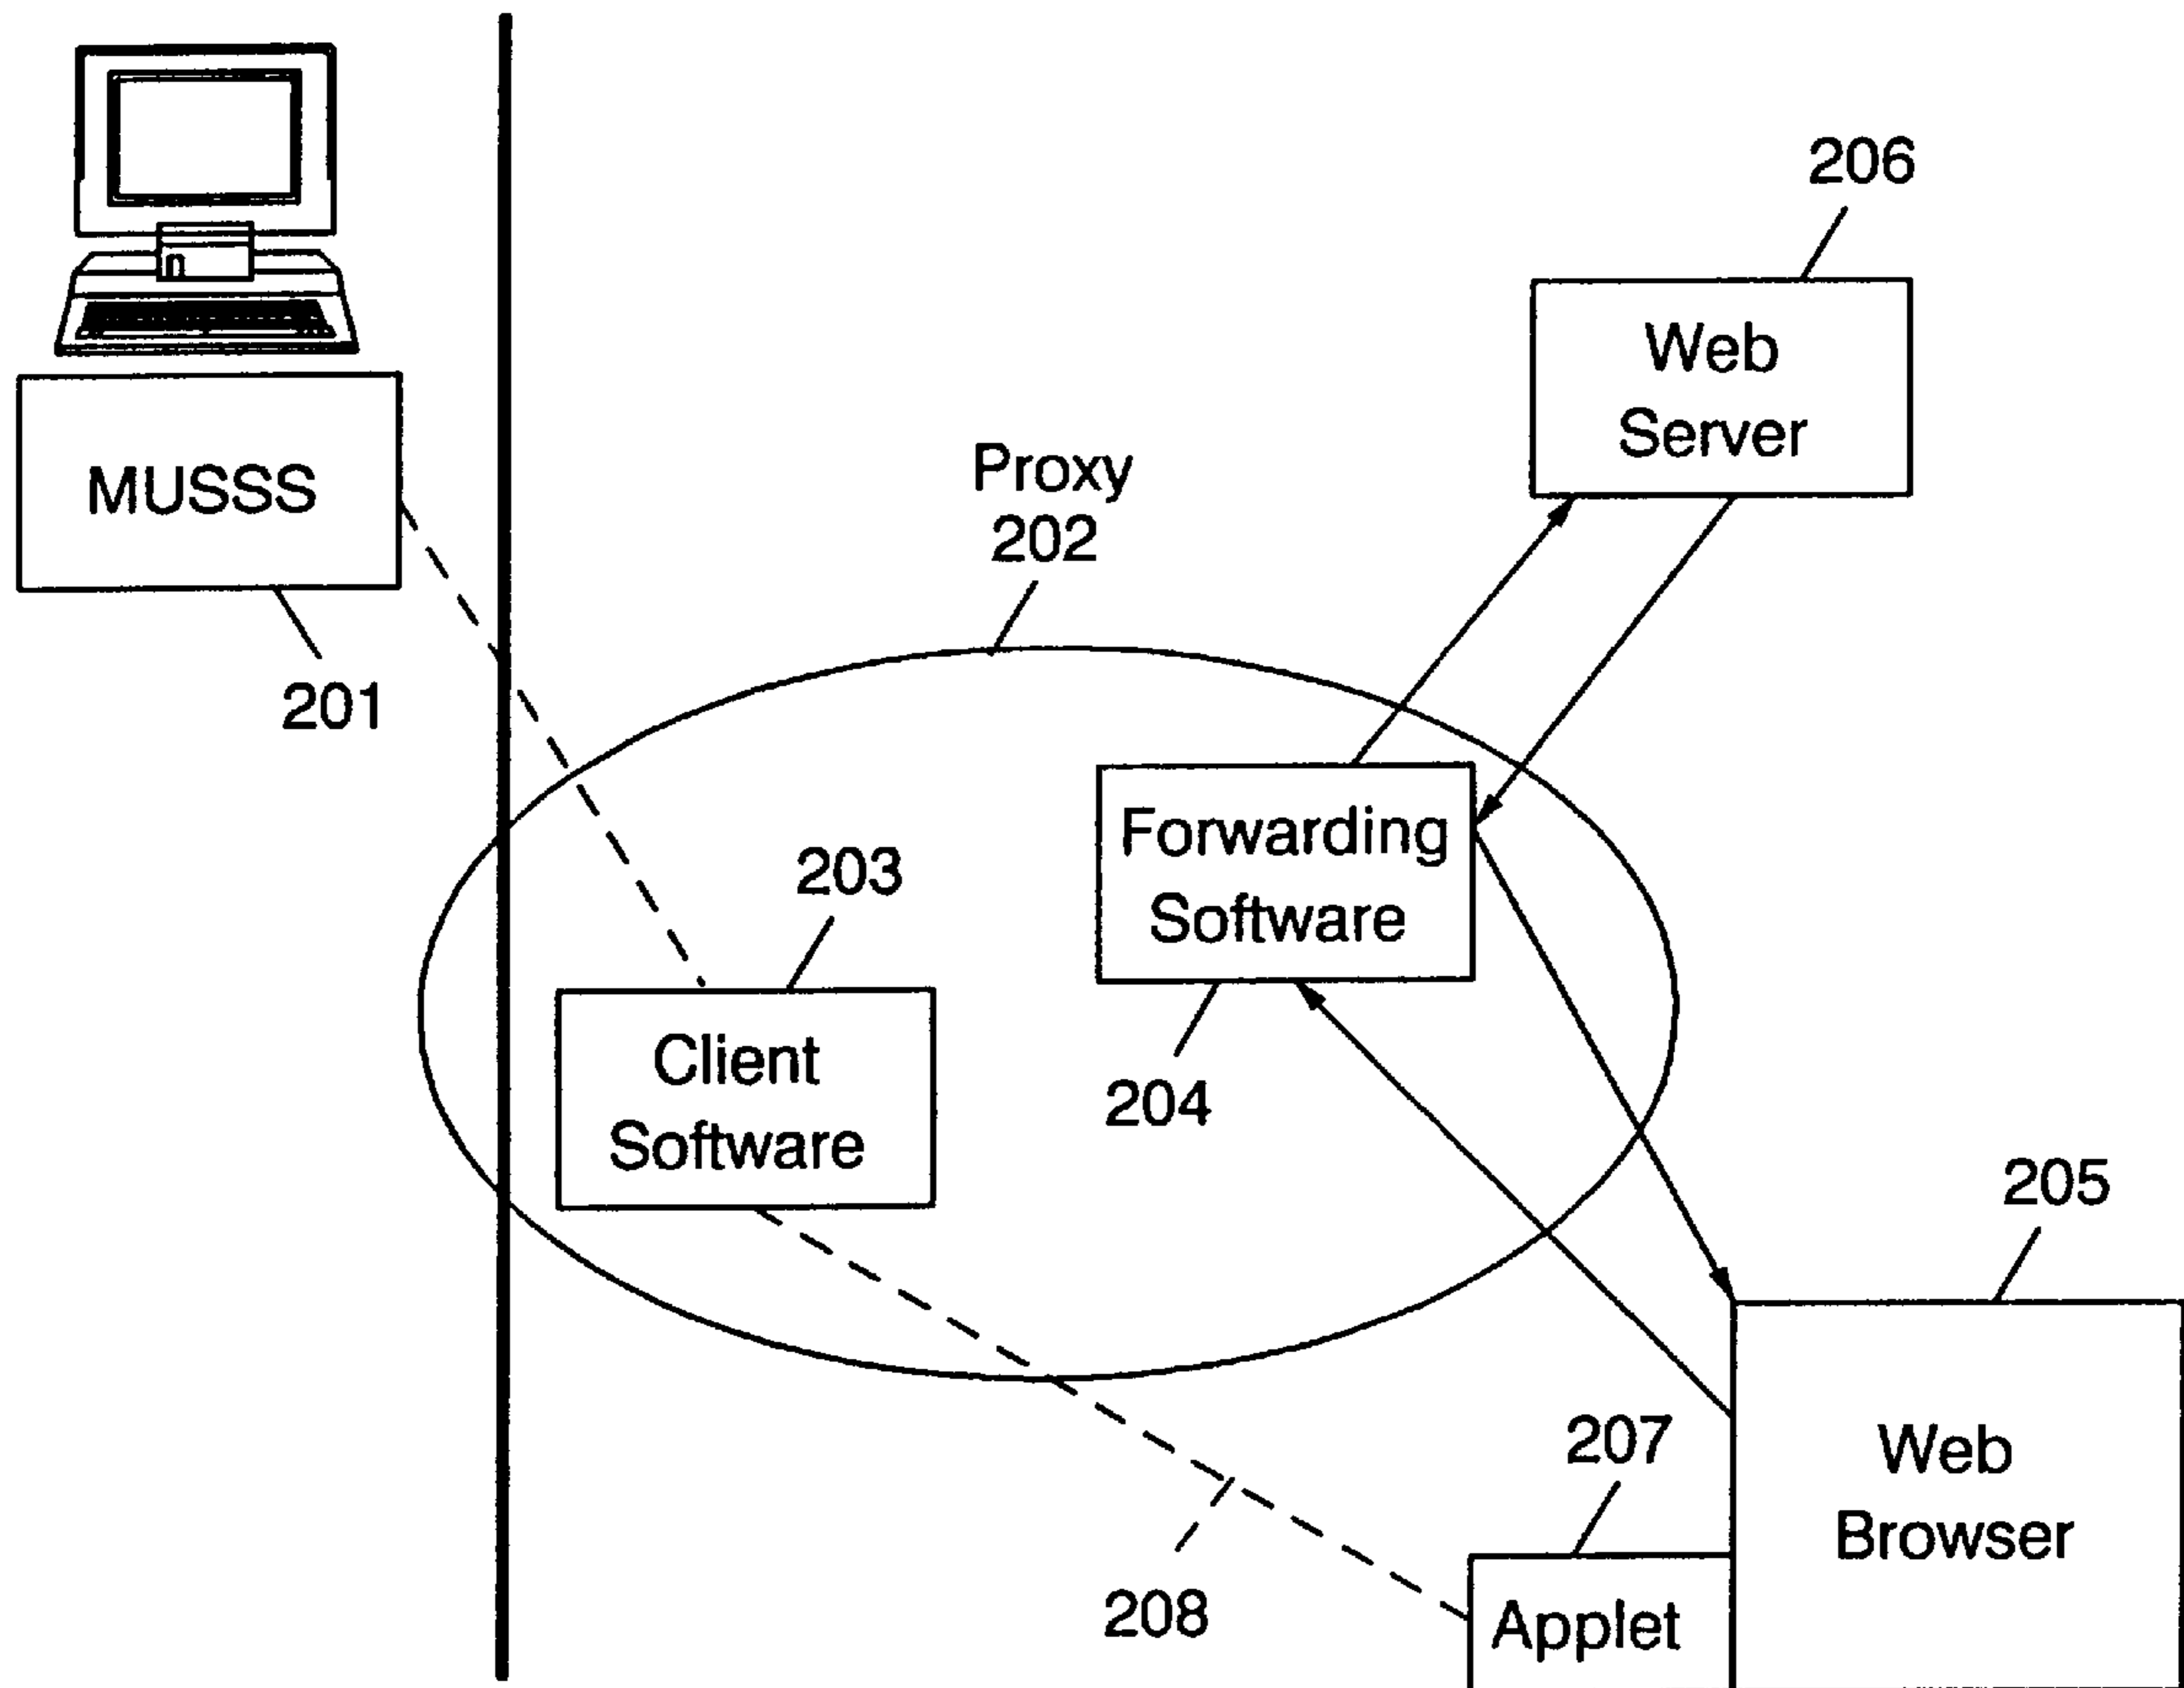 206
Web
Server
MUSSS
Proxy
202
201
Forwarding
Software
203
204
Client
Software
205
207
Web
Browser
208
Applet